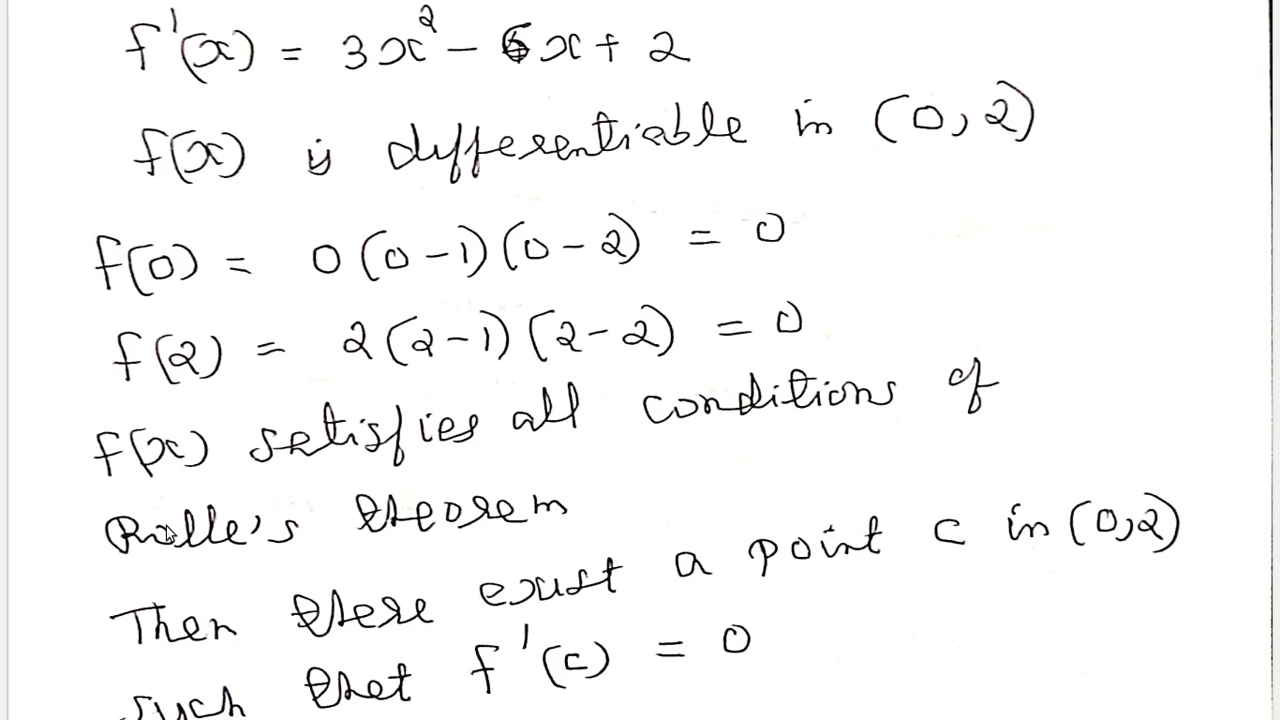 f'(x) = 3x² - 6x + 2
f(x) is differentiable in (0,2)
f(0) = 0(0-1)(0-2) = 0
f(2) = 2(2-1)(2-2) = 0
f(x) satisfies all conditions of
Rolle's theorem
Then there exist a point c in (0,2)
such that f'(c) = 0